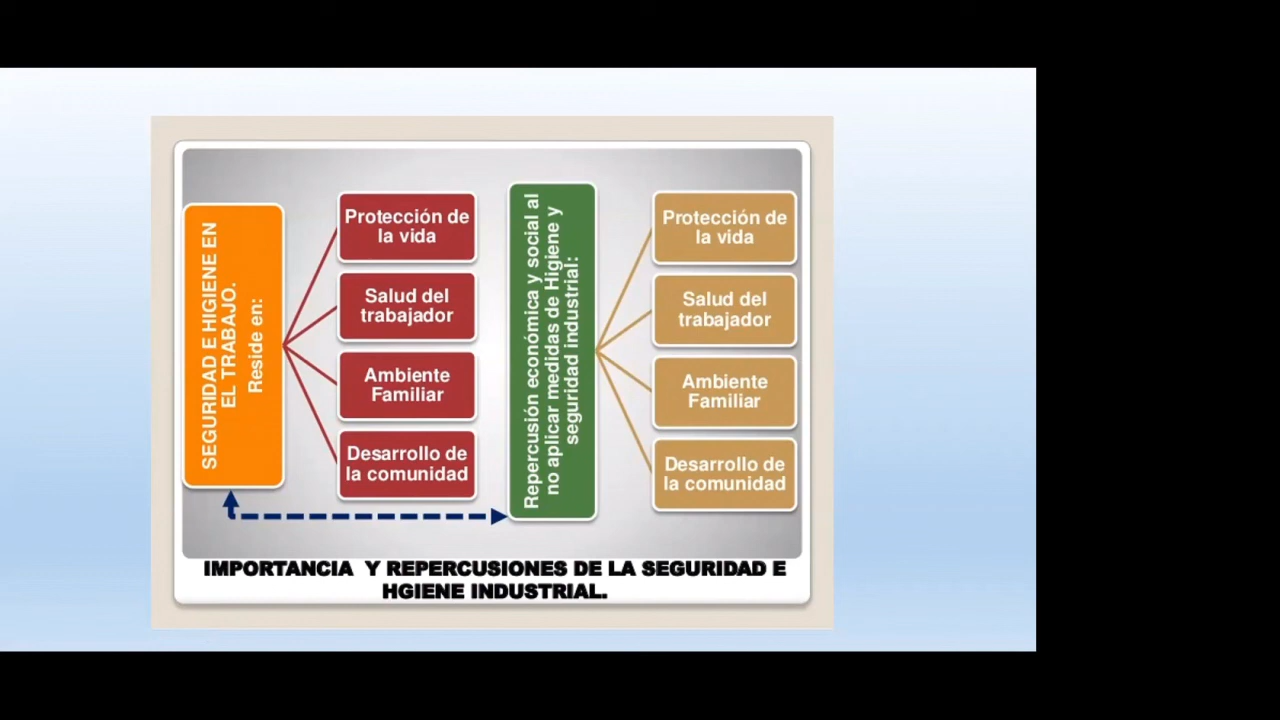 SEGURIDAD E HIGIENE EN
EL TRABAJO.
Reside en:
Protección de
la vida
Salud del
trabajador
Ambiente
Familiar
Desarrollo de
la comunidad
Repercusión económica y social al
no aplicar medidas de Higiene y
seguridad industrial:
Protección de
la vida
Salud del
trabajador
Ambiente
Familiar
Desarrollo de
la comunidad
IMPORTANCIA Y REPERCUSIONES DE LA SEGURIDAD E
HGIENE INDUSTRIAL.